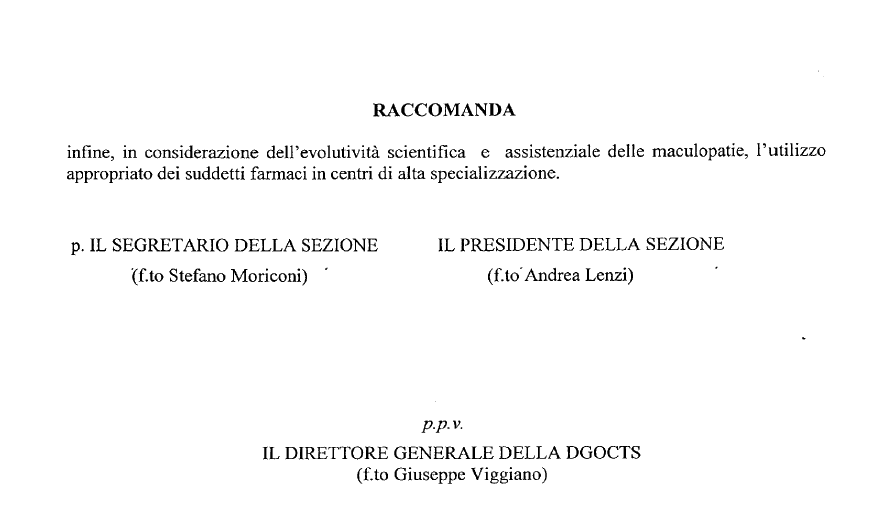 RACCOMANDA
infine, in considerazione dell'evolutività scientifica e assistenziale delle maculopatie, l'utilizzo
appropriato dei suddetti farmaci in centri di alta specializzazione.
p. IL SEGRETARIO DELLA SEZIONE
(f.to Stefano Moriconi)
IL PRESIDENTE DELLA SEZIONE
(f.to Andrea Lenzi)
p.p.v.
IL DIRETTORE GENERALE DELLA DGOCTS
(f.to Giuseppe Viggiano)